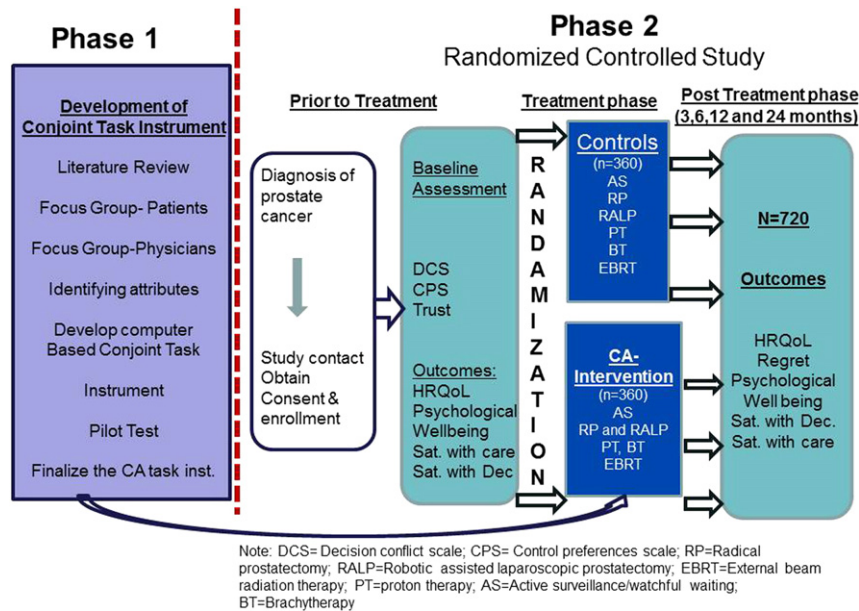 Phase 1
Development of
Conjoint Task Instrument
Literature Review
Focus Group- Patients
Focus Group-Physicians
Identifying attributes
Develop computer
Based Conjoint Task
Instrument
Pilot Test
Finalize the CA task inst.
Phase 2
Randomized Controlled Study
Prior to Treatment
Diagnosis of
prostate
cancer
Study contact
Obtain
Consent &
enrollment
Baseline
Assessment
DCS
CPS
Trust
Outcomes:
HRQoL
Psychological
Wellbeing
Sat. with care
Sat. with Dec
Treatment phase
R
A
N
D
A
M
I
Z
A
T
I
O
N
Controls
(n=360)
AS
RP
RALP
PT
BT
EBRT
CA-
Intervention
(n=360)
AS
RP and RALP
PT, BT
EBRT
Post Treatment phase
(3,6,12 and 24 months)
N=720
Outcomes
HRQoL
Regret
Psychological
Well being
Sat. with Dec.
Sat. with care
Note: DCS= Decision conflict scale; CPS= Control preferences scale; RP=Radical
prostatectomy; RALP=Robotic assisted laparoscopic prostatectomy; EBRT=External beam
radiation therapy; PT=proton therapy; AS=Active surveillance/watchful waiting;
BT=Brachytherapy